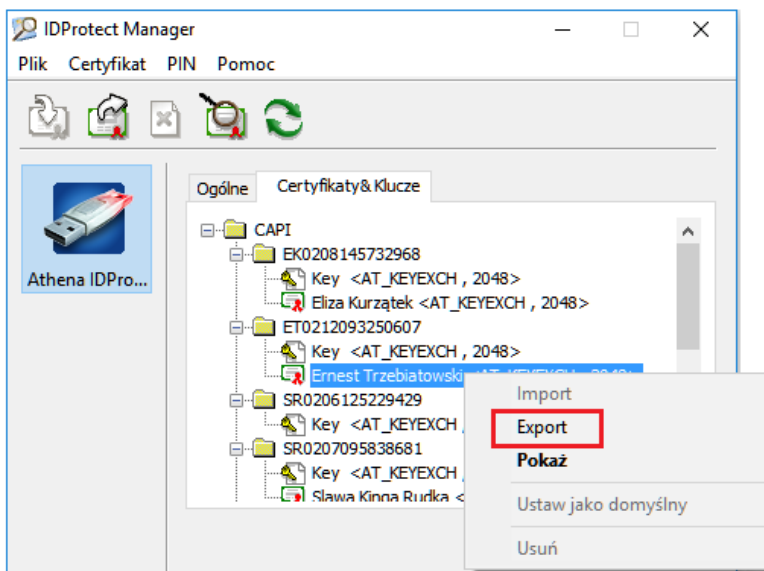 IDProtect Manager
Plik Certyfikat PIN Pomoc
Ogólne Certyfikaty& Klucze
Athena IDPro...
CAPI
EK0208145732968
Key <AT_KEYEXCH , 2048>
Eliza Kurzątek <AT_KEYEXCH , 2048>
ET0212093250607
Key <AT_KEYEXCH , 2048>
Ernest Trzebiatowski
SR0206125229429
Key <AT_KEYEXCH ,
SR0207095838681
Key <AT_KEYEXCH ,
Sława Kinga Rudka <
Import
Export
Pokaż
Ustaw jako domyślny
Usuń